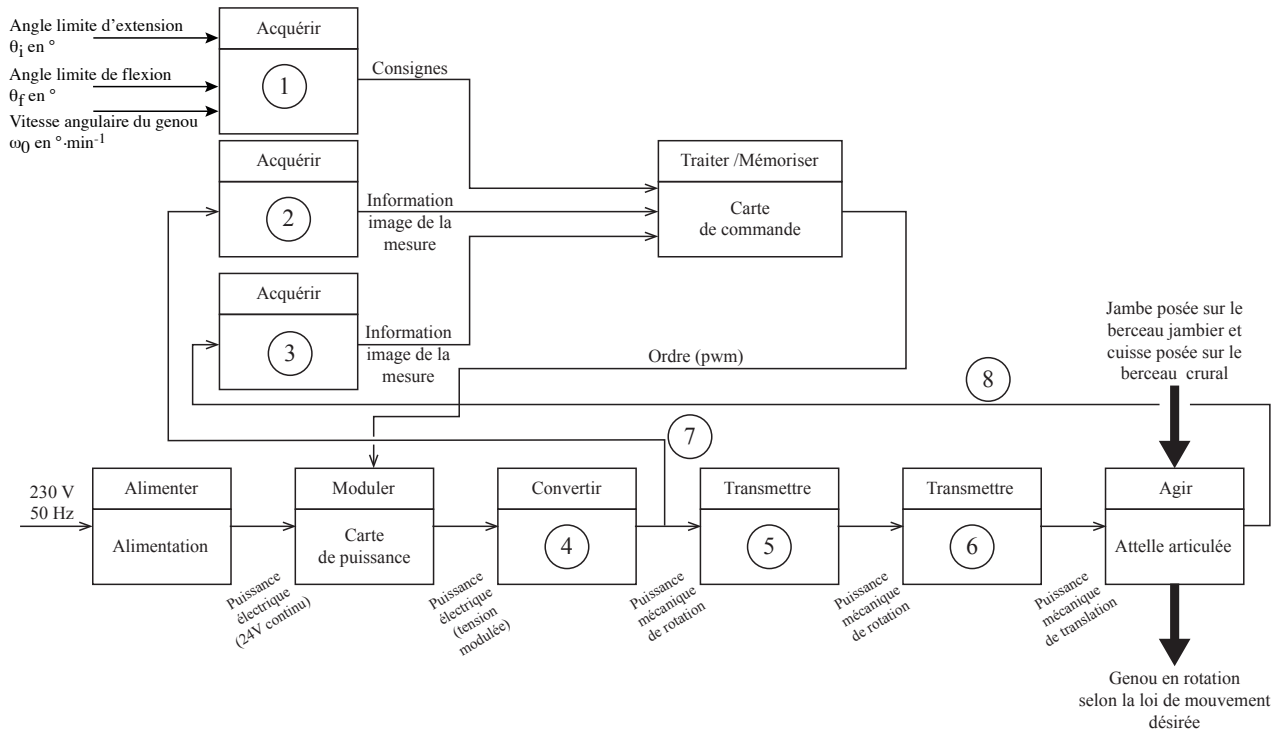 Angle limite d'extension
θi en °
Angle limite de flexion
θf en °
Vitesse angulaire du genou
ω0 en °·min-1
Acquérir
1
Consignes
Acquérir
2
Information
image de la
mesure
Acquérir
3
Information
image de la
mesure
Traiter /Mémoriser
Carte
de commande
Ordre (pwm)
Jambe posée sur le
berceau jambier et
cuisse posée sur le
berceau crural
8
7
230 V
50 Hz
Alimenter
Alimentation
Puissance
électrique
(24V continu)
Moduler
Carte
de puissance
Puissance
électrique
(tension
modulée)
Convertir
4
Puissance
mécanique
de rotation
Transmettre
5
Puissance
mécanique
de rotation
Transmettre
6
Puissance
mécanique
de translation
Agir
Attelle articulée
Genou en rotation
selon la loi de mouvement
désirée